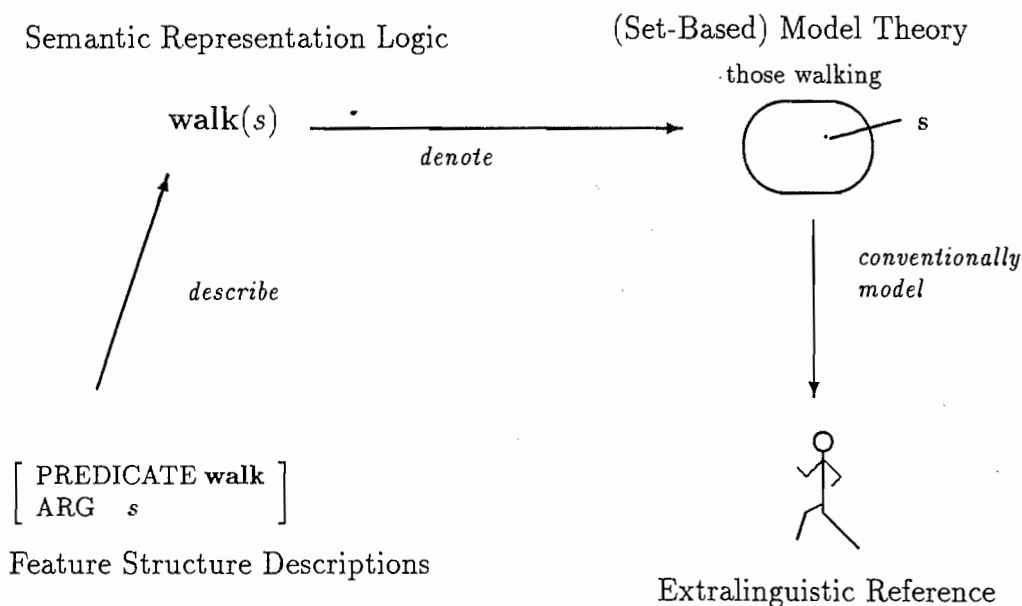 Semantic Representation Logic
(Set-Based) Model Theory
those walking
walk(s)
s
denote
describe
conventionally
model
[ PREDICATE walk ]
[ ARG s ]
Feature Structure Descriptions
Extralinguistic Reference